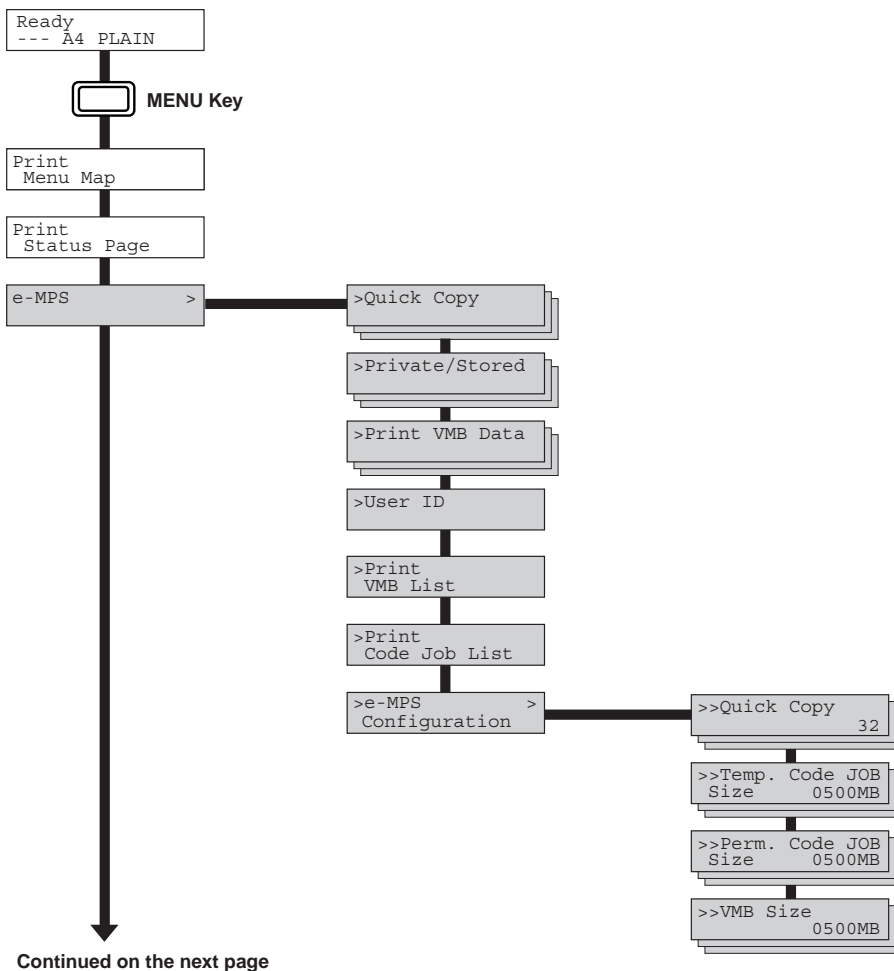 Ready
--- A4 PLAIN
MENU Key
Print
Menu Map
Print
Status Page
e-MPS >
>Quick Copy
>Private/Stored
>Print VMB Data
>User ID
>Print
VMB List
>Print
Code Job List
>e-MPS >
Configuration
>>Quick Copy
32
>>Temp. Code JOB
Size 0500MB
>>Perm. Code JOB
Size 0500MB
>>VMB Size
0500MB
Continued on the next page